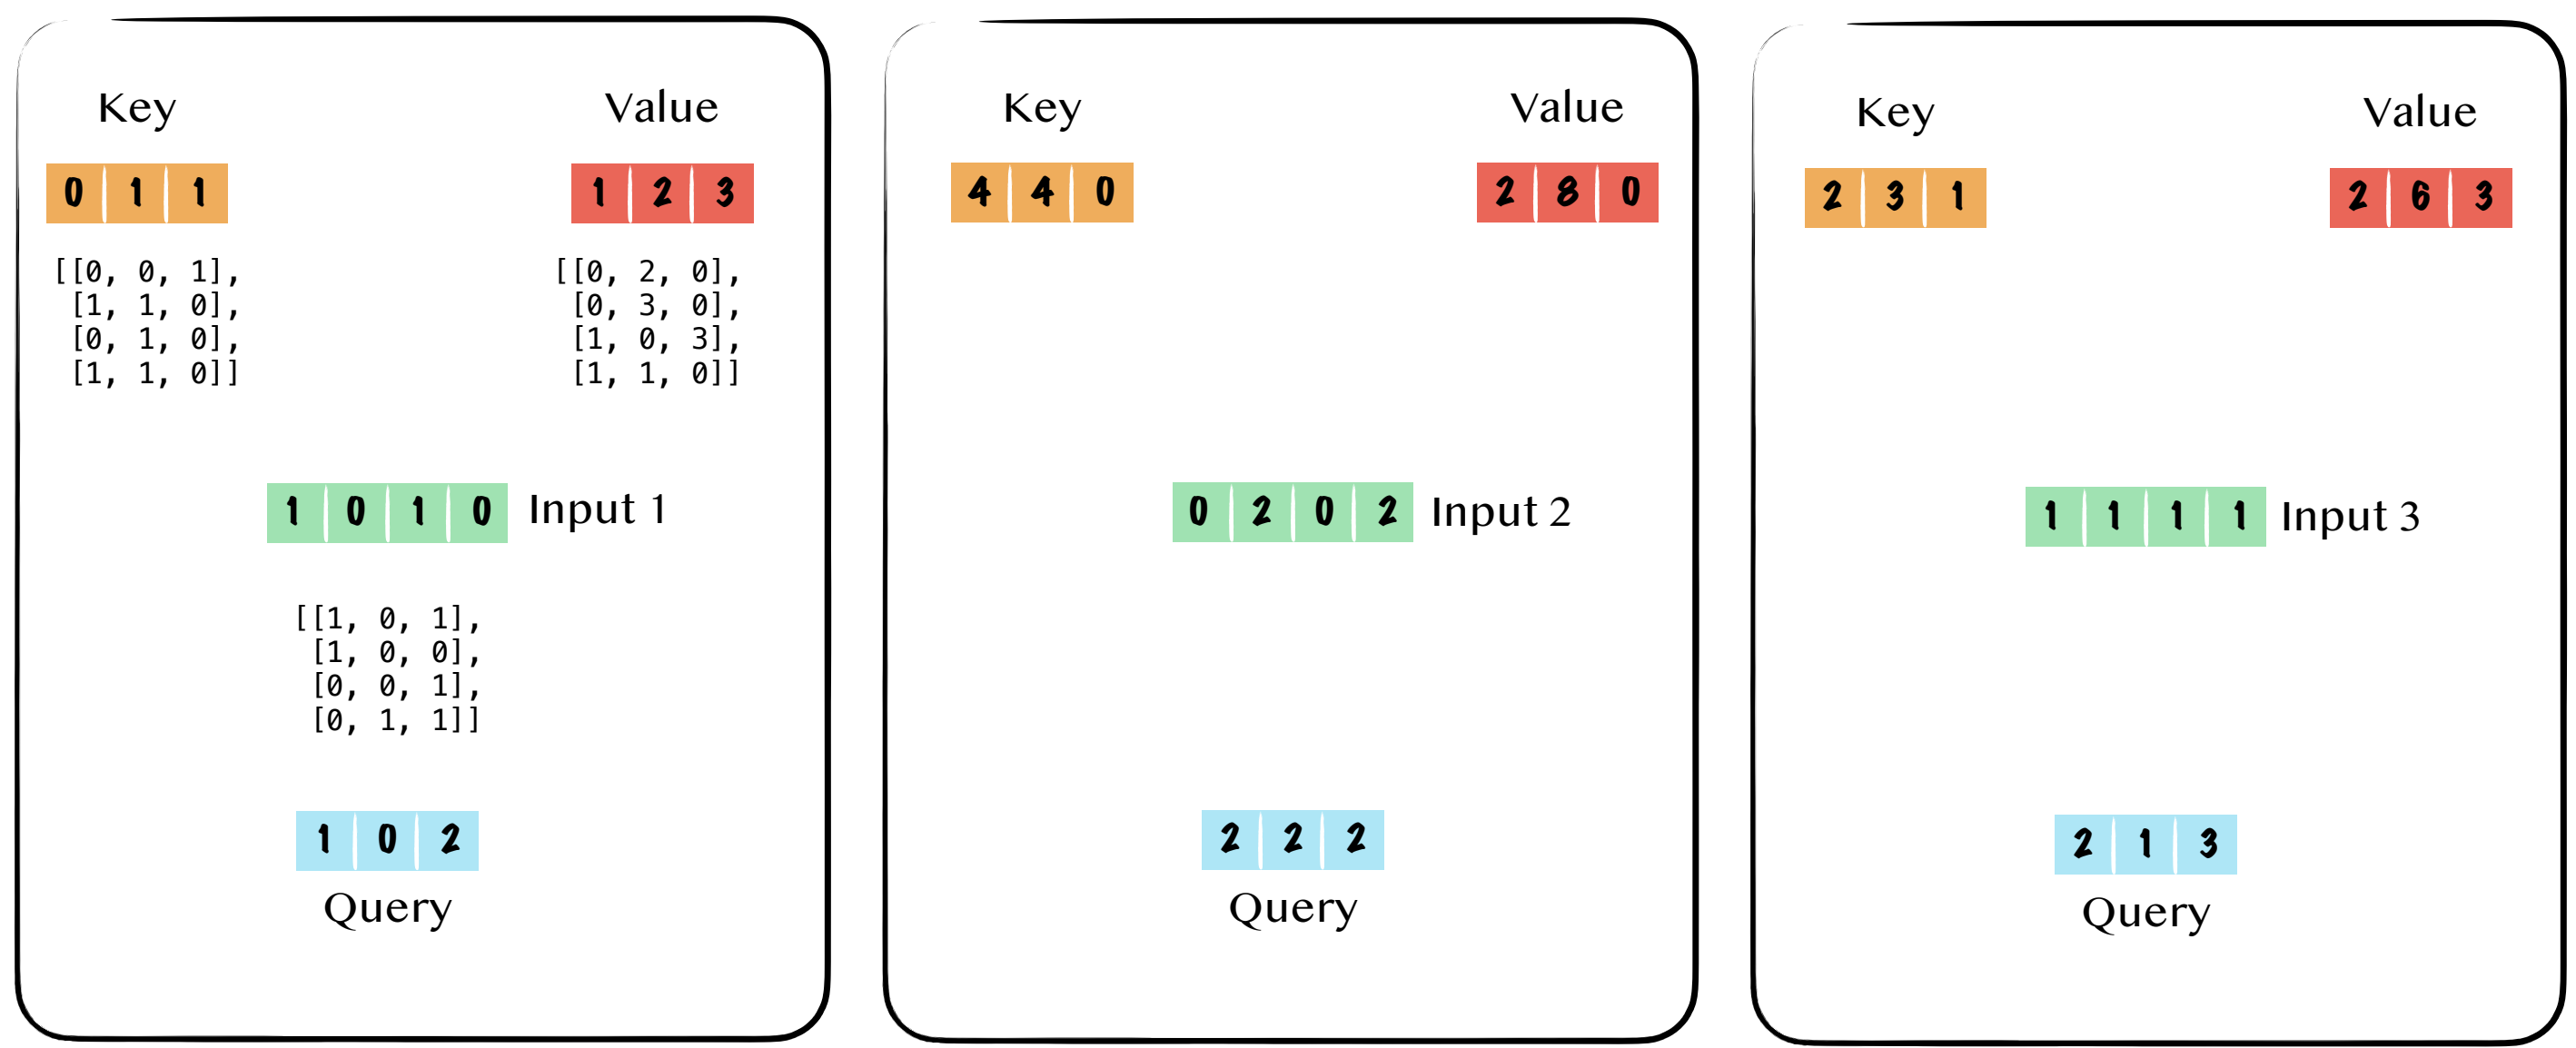 Key Value
0 1 1 1 2 3
[[0, 0, 1], [[0, 2, 0],
[1, 1, 0], [0, 3, 0],
[0, 1, 0], [1, 0, 3],
[1, 1, 0]] [1, 1, 0]]
1 0 1 0 Input 1
[[1, 0, 1],
[1, 0, 0],
[0, 0, 1],
[0, 1, 1]]
1 0 2
Query
Key Value
4 4 0 2 8 0
0 2 0 2 Input 2
2 2 2
Query
Key Value
2 3 1 2 6 3
1 1 1 1 Input 3
2 1 3
Query